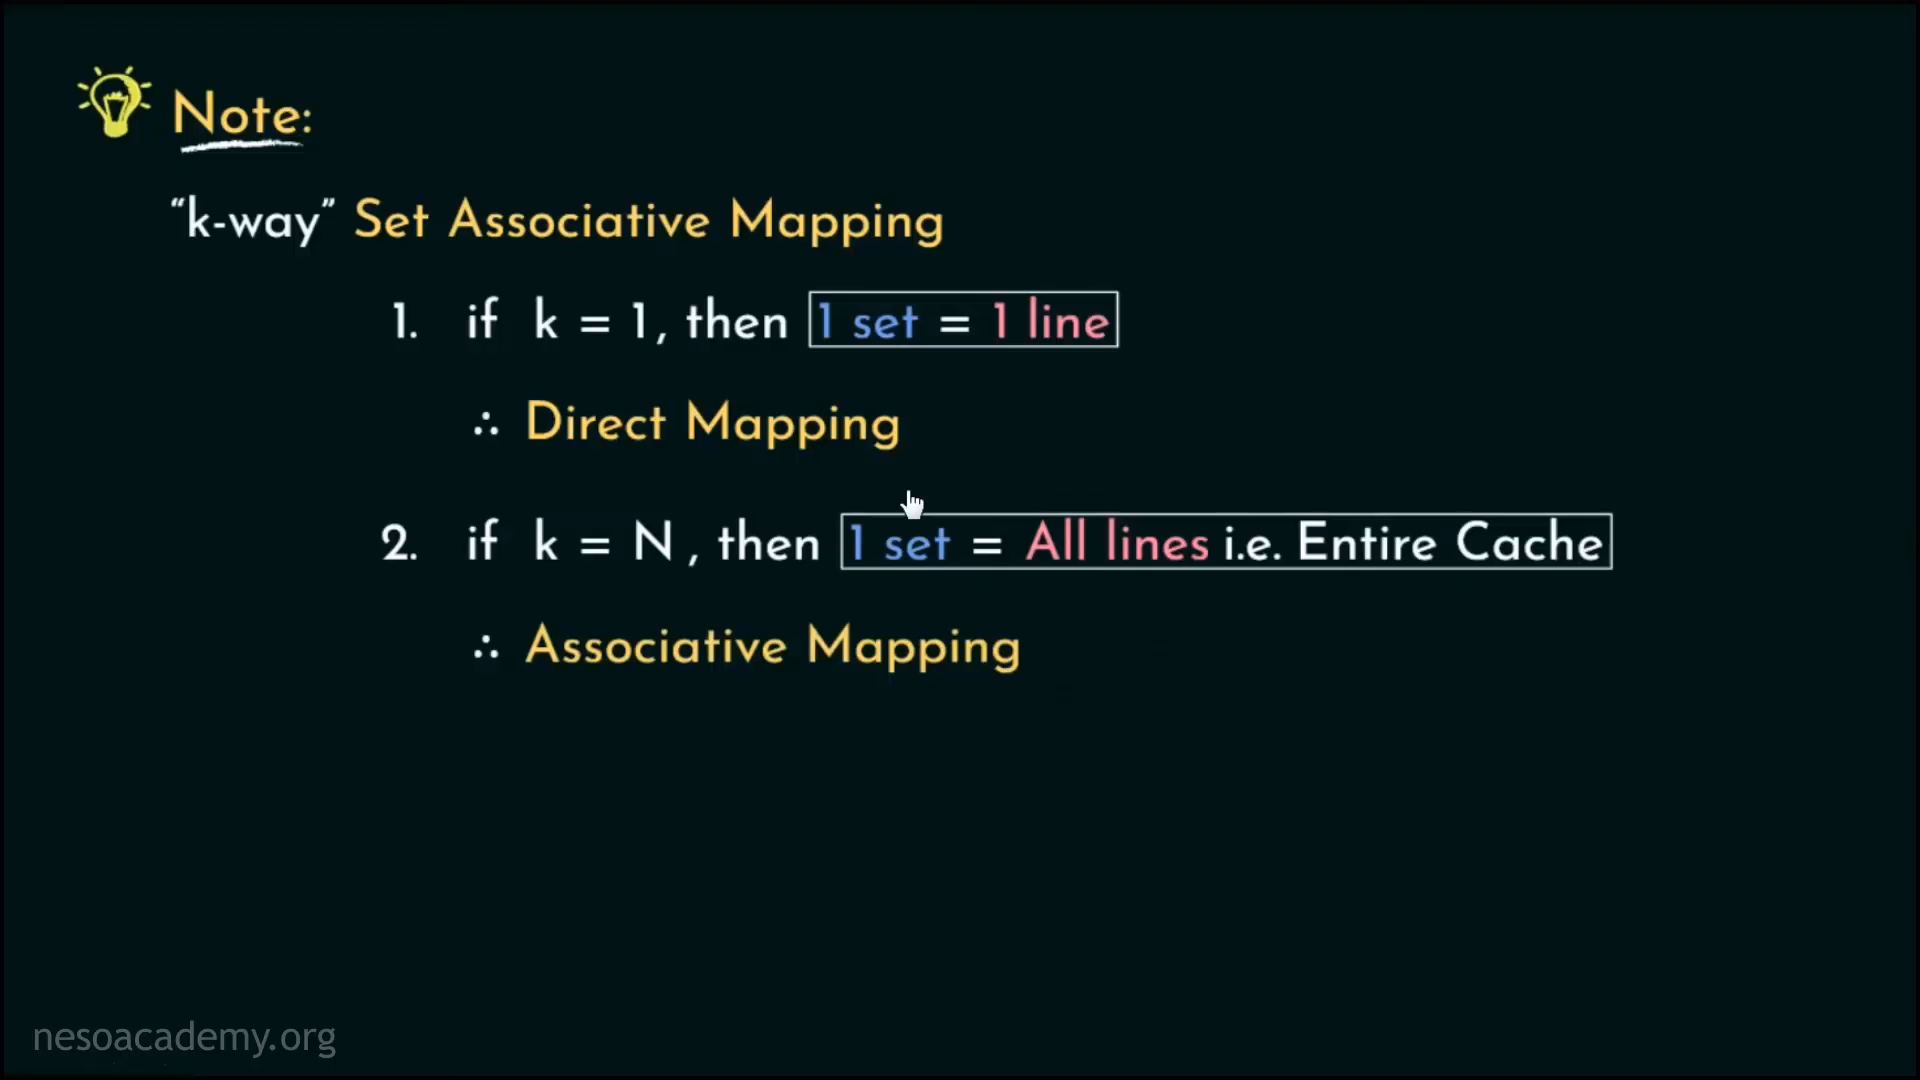 Note:
“k-way” Set Associative Mapping
1. if k = 1, then 1 set = 1 line
∴ Direct Mapping
2. if k = N, then 1 set = All lines i.e. Entire Cache
∴ Associative Mapping
nesoacademy.org